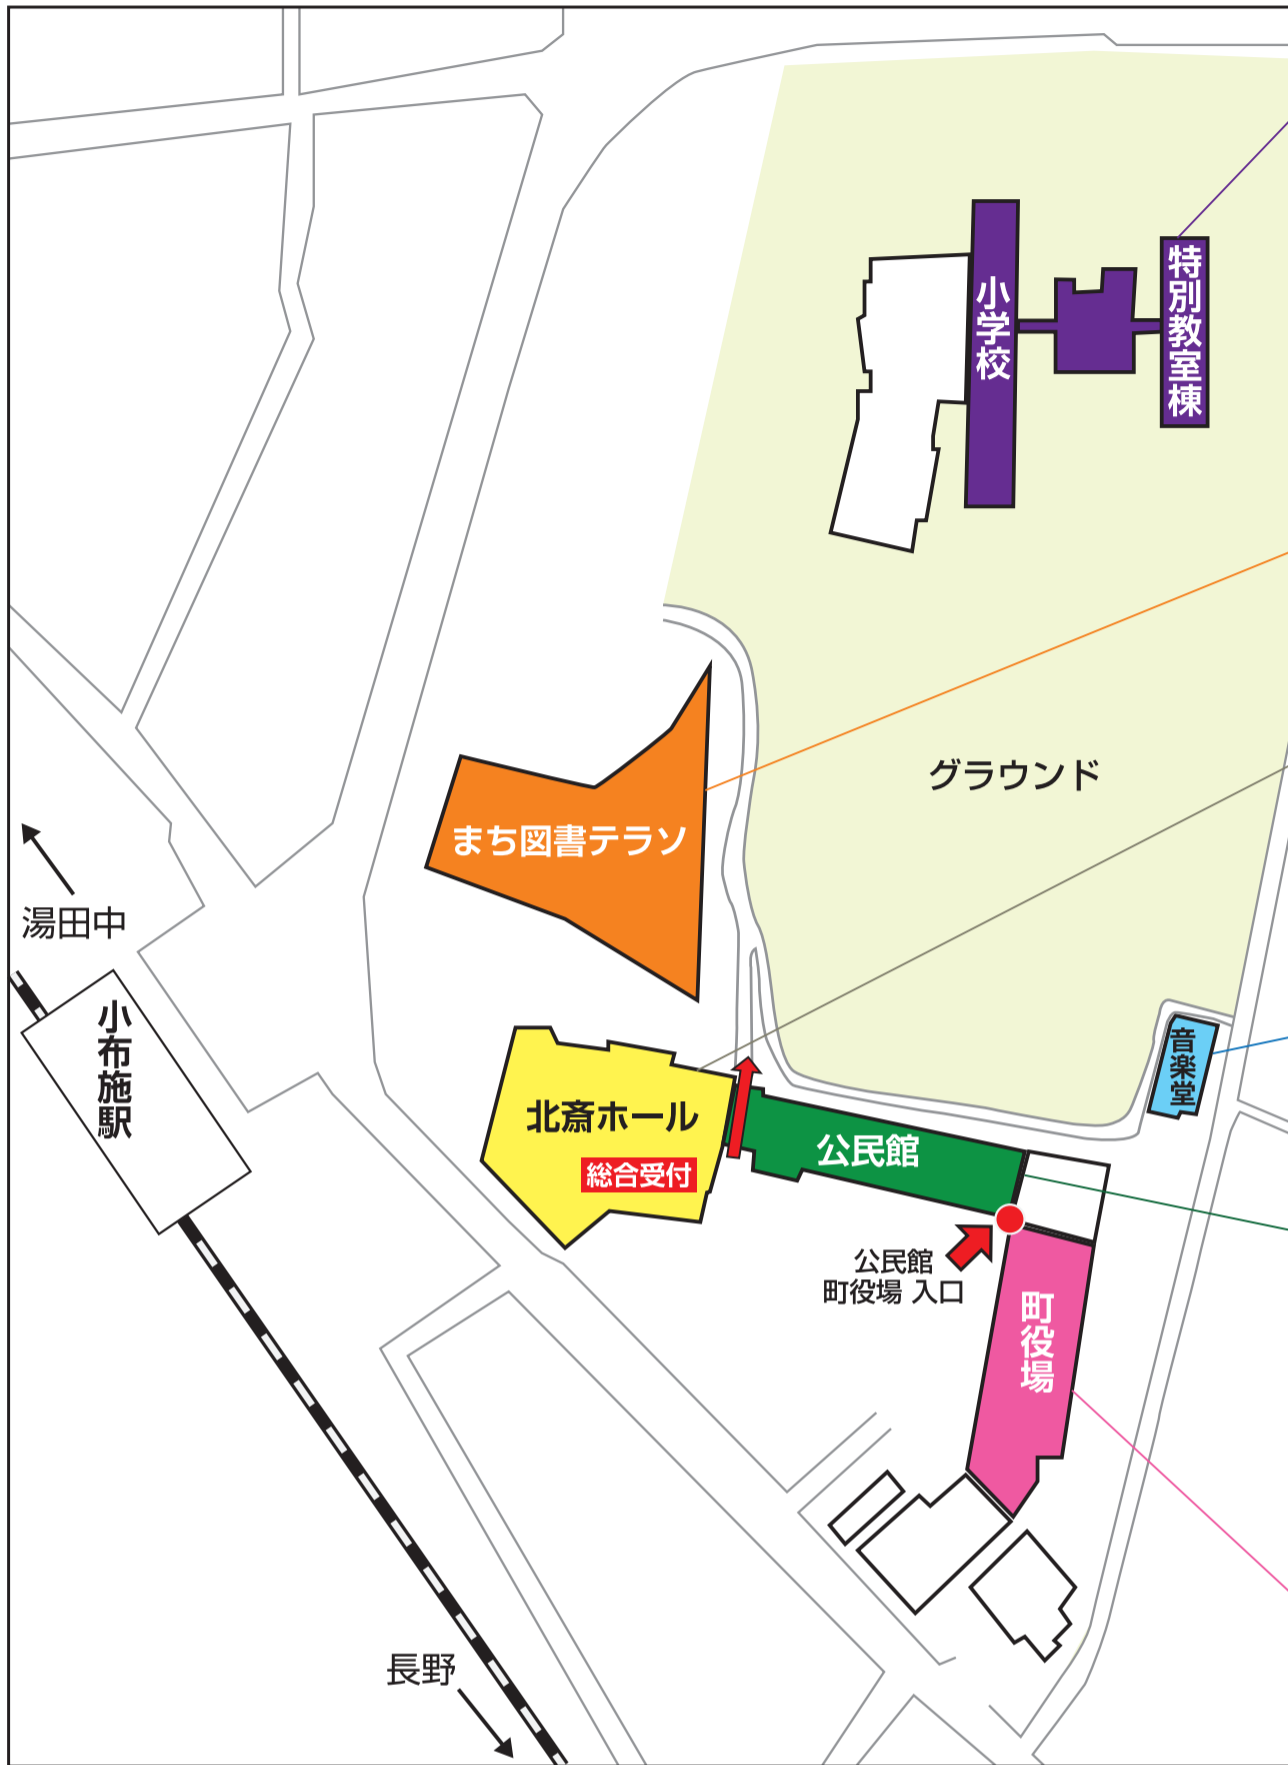 小学校
特別教室棟
グラウンド
まち図書テラソ
湯田中
小布施駅
音楽堂
北斎ホール
総合受付
公民館
公民館
町役場 入口
町役場
長野